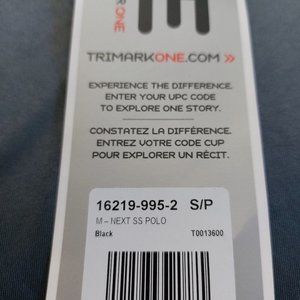 ONE
TRIMARKONE.COM »
EXPERIENCE THE DIFFERENCE.
ENTER YOUR UPC CODE
TO EXPLORE ONE STORY.
CONSTATEZ LA DIFFÉRENCE.
ENTREZ VOTRE CODE CUP
POUR EXPLORER UN RÉCIT.
16219-995-2 S/P
M – NEXT SS POLO
Black T0013600